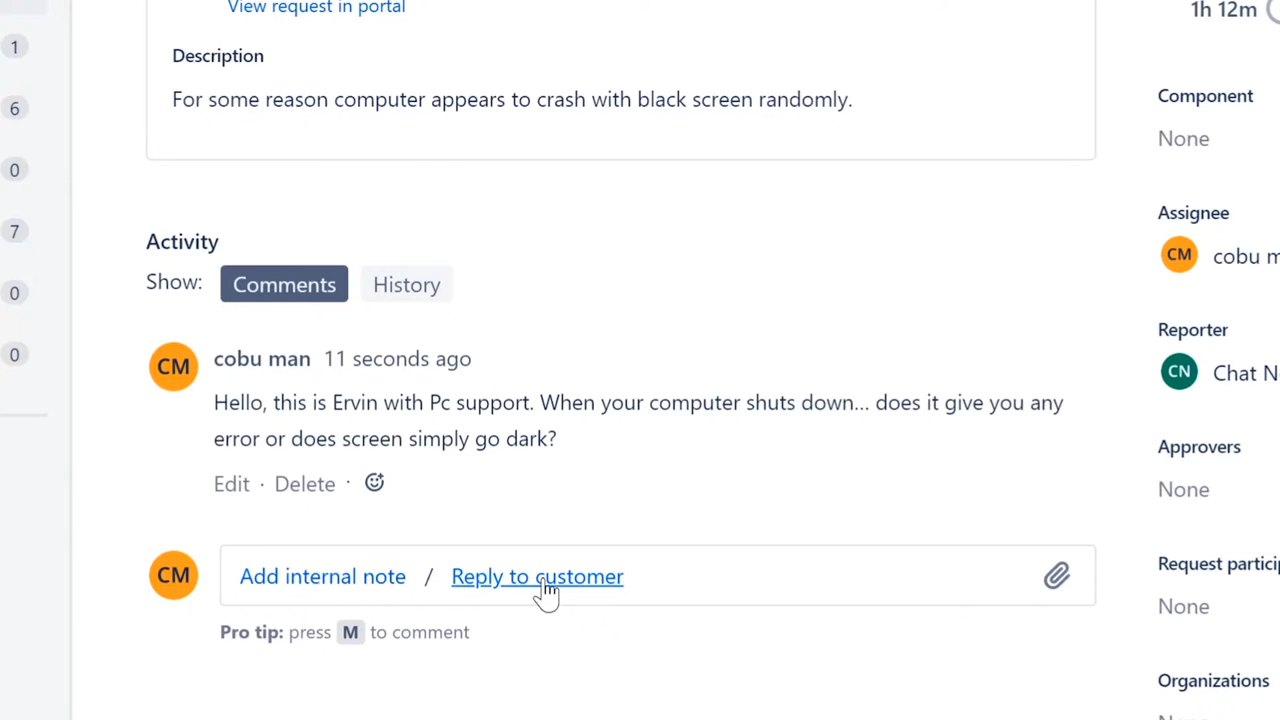 View request in portal
1h 12m
1
Description
6
For some reason computer appears to crash with black screen randomly.
Component
None
0
Assignee
7
Activity
CM cobu m
Show: Comments History
0
Reporter
0
CM cobu man 11 seconds ago
CN Chat N
Hello, this is Ervin with Pc support. When your computer shuts down... does it give you any
error or does screen simply go dark?
Approvers
Edit · Delete ·
None
CM Add internal note / Reply to customer
Request partici
None
Pro tip: press M to comment
Organizations